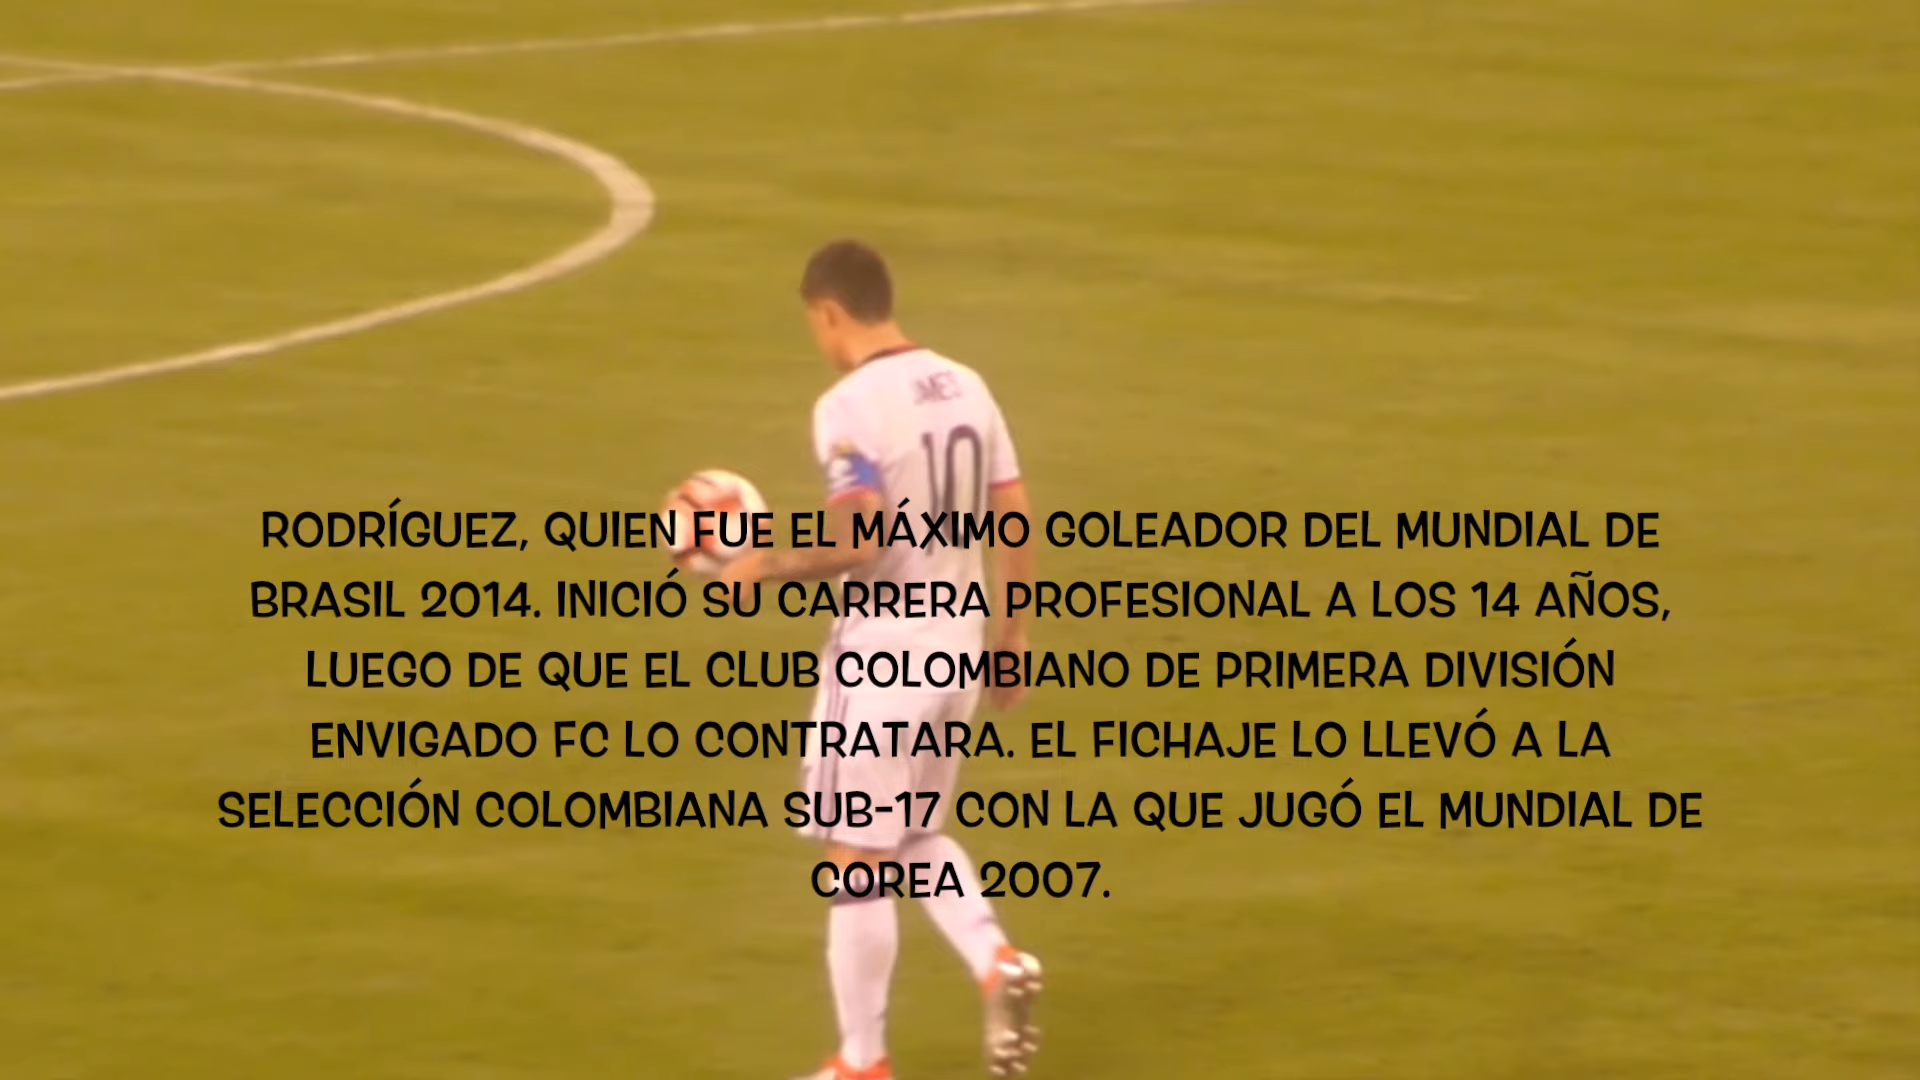 JAMES
10
RODRÍGUEZ, QUIEN FUE EL MÁXIMO GOLEADOR DEL MUNDIAL DE
BRASIL 2014. INICIÓ SU CARRERA PROFESIONAL A LOS 14 AÑOS,
LUEGO DE QUE EL CLUB COLOMBIANO DE PRIMERA DIVISIÓN
ENVIGADO FC LO CONTRATARA. EL FICHAJE LO LLEVÓ A LA
SELECCIÓN COLOMBIANA SUB-17 CON LA QUE JUGÓ EL MUNDIAL DE
COREA 2007.